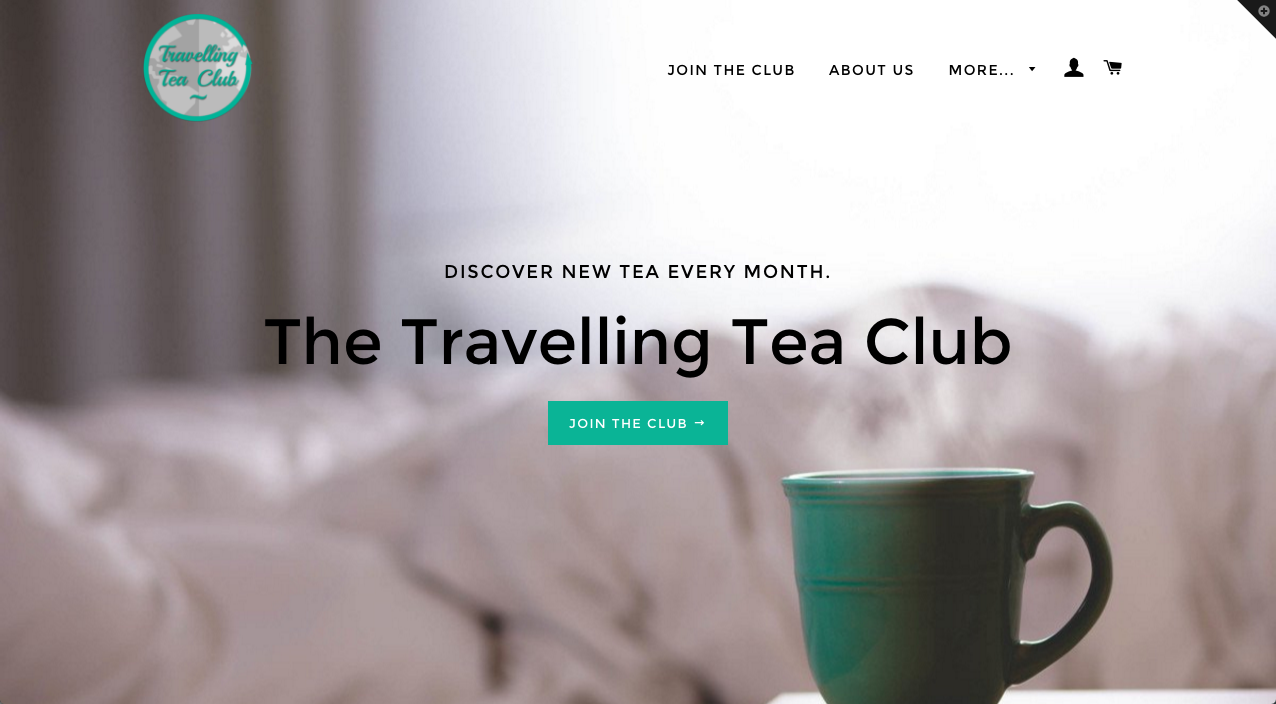 Travelling
Tea Club
~
JOIN THE CLUB
ABOUT US
MORE...
DISCOVER NEW TEA EVERY MONTH.
The Travelling Tea Club
JOIN THE CLUB →